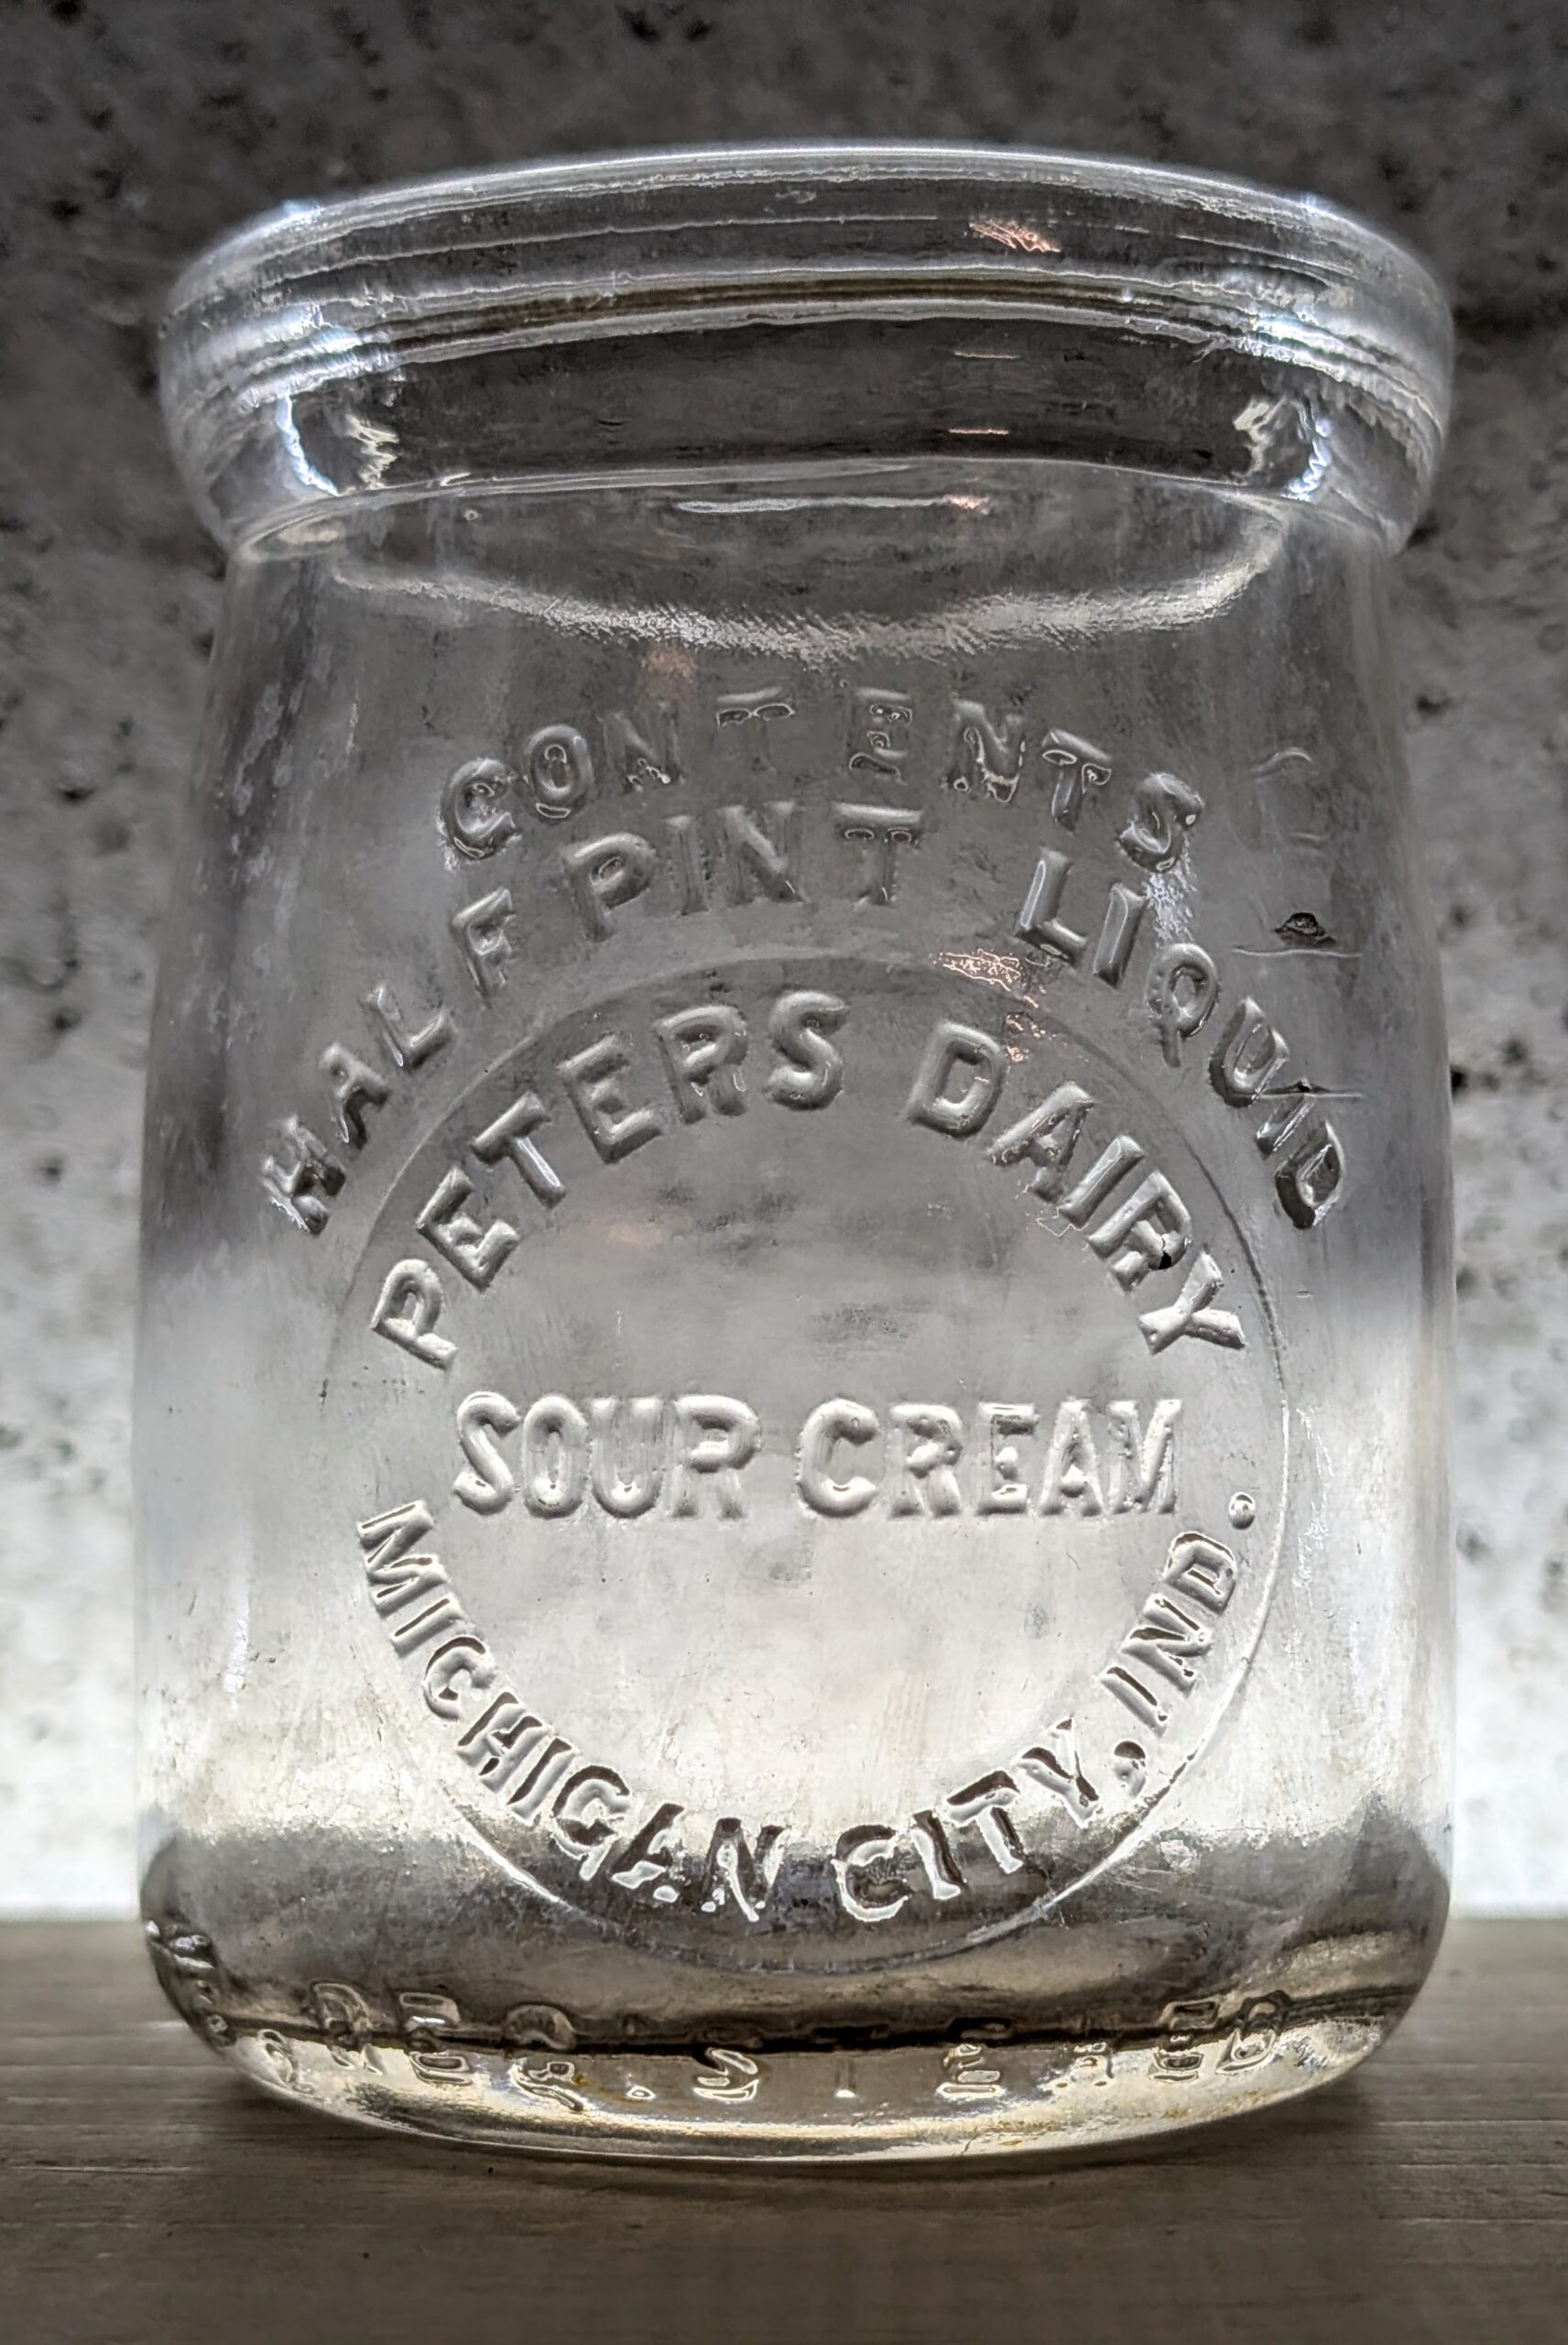 CONTENTS
HALF PINT LIQUID
PETERS DAIRY
SOUR CREAM
MICHIGAN CITY, IND.